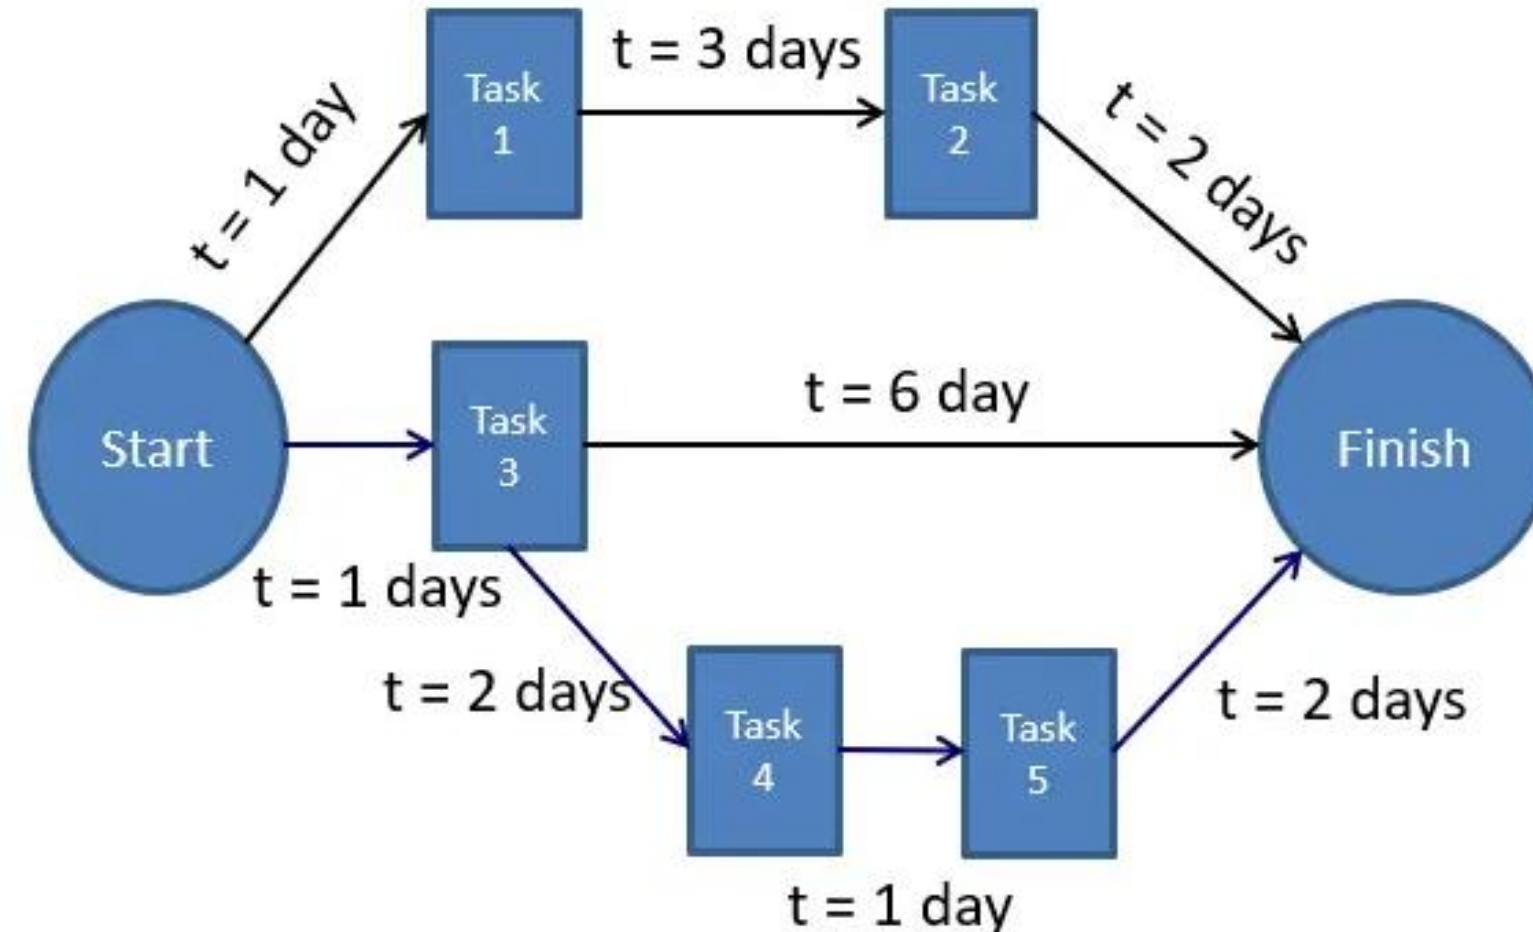 t = 3 days
Task
1
Task
2
t = 1 day
t = 2 days
Start
Task
3
t = 6 day
Finish
t = 1 days
t = 2 days
Task
4
Task
5
t = 2 days
t = 1 day